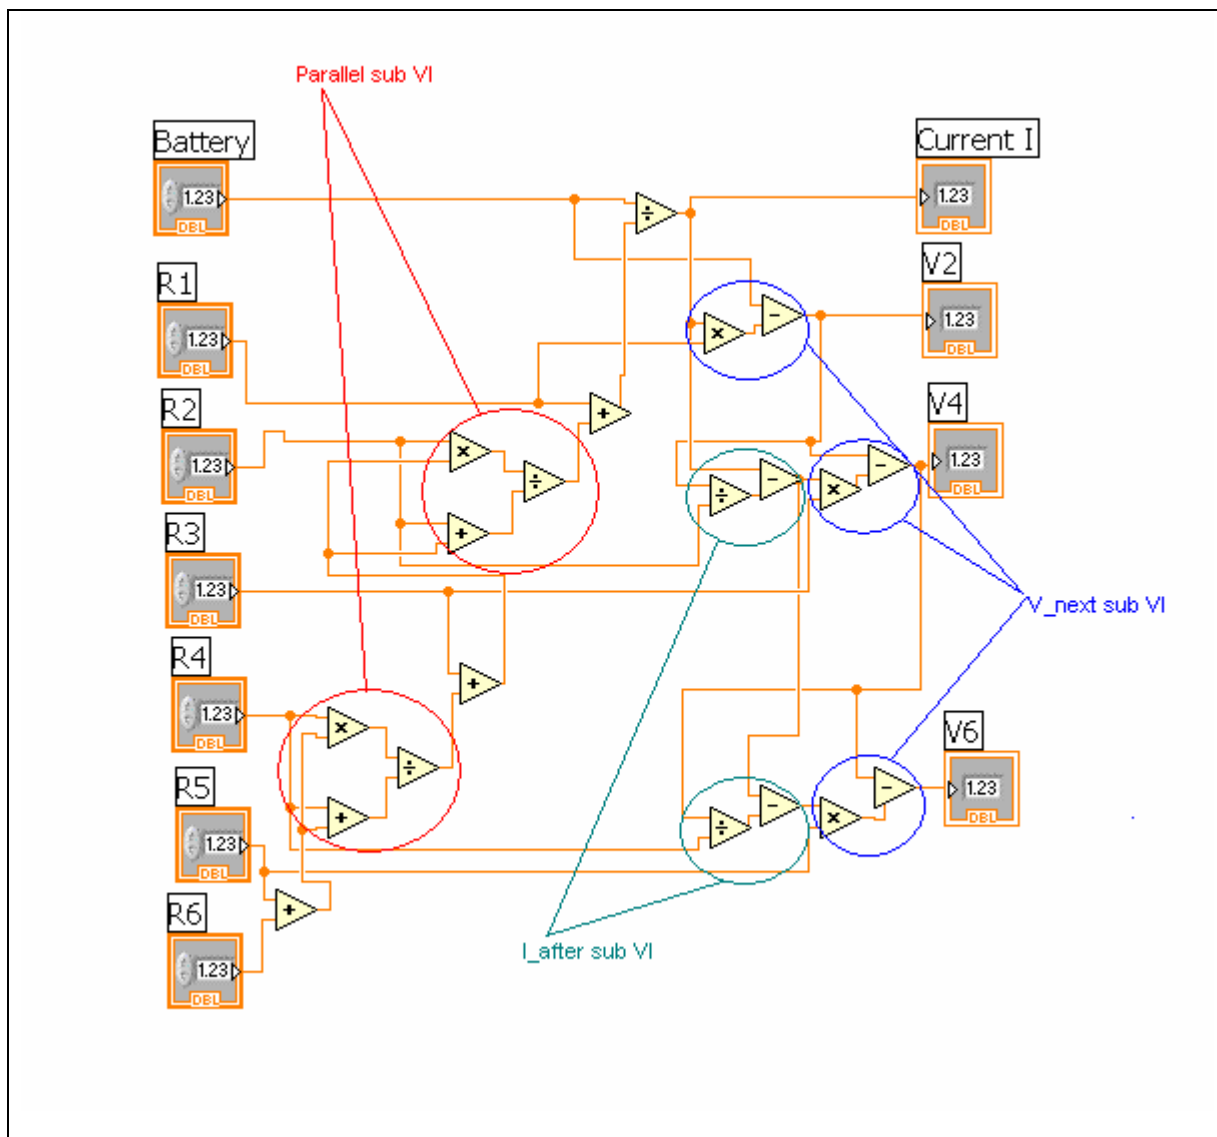 Parallel sub VI
Battery
1.23
DBL
Current I
1.23
DBL
÷
R1
1.23
DBL
V2
1.23
DBL
×
−
R2
1.23
DBL
+
V4
1.23
DBL
×
÷
+
÷
−
×
−
R3
1.23
DBL
V_next sub VI
R4
1.23
DBL
+
×
÷
+
V6
1.23
DBL
÷
−
×
−
R5
1.23
DBL
R6
1.23
DBL
+
I_after sub VI